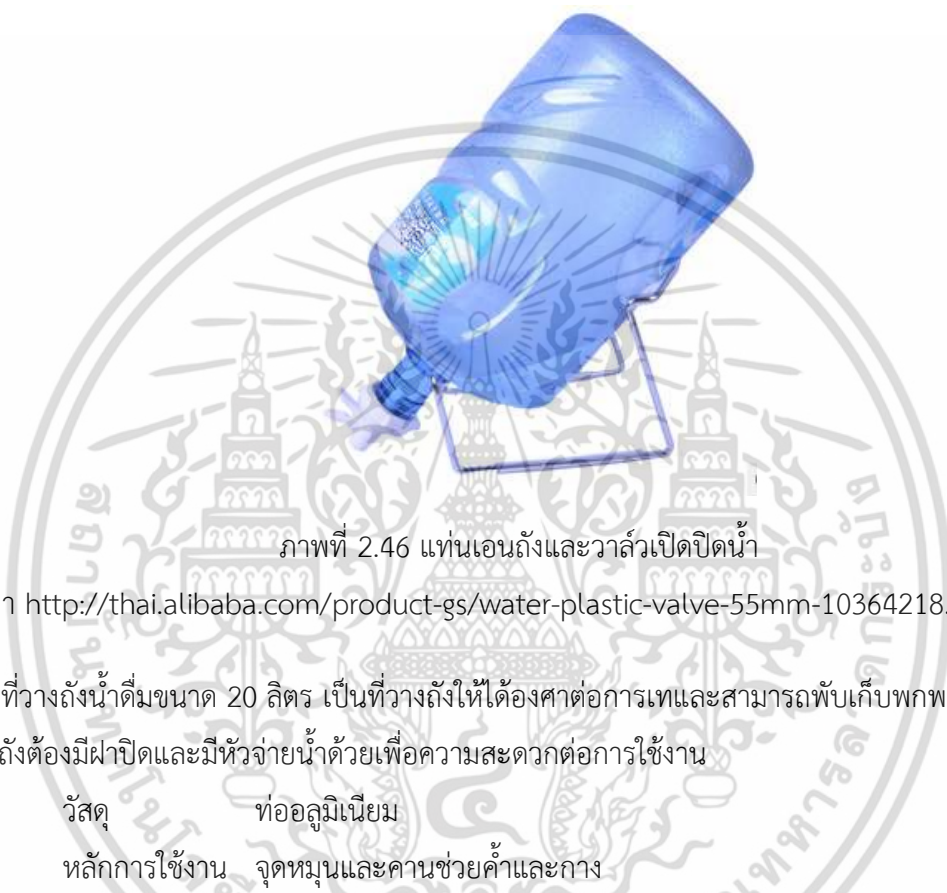 ภาพที่ 2.46 แท่นเอนถังและวาล์วเปิดปิดน้ำ
า http://thai.alibaba.com/product-gs/water-plastic-valve-55mm-10364218
ที่วางถังน้ำดื่มขนาด 20 ลิตร เป็นที่วางถังให้ได้องศาต่อการเทและสามารถพับเก็บพกพ
ถังต้องมีฝาปิดและมีหัวจ่ายน้ำด้วยเพื่อความสะดวกต่อการใช้งาน
วัสดุ ท่ออลูมิเนียม
หลักการใช้งาน จุดหมุนและคานช่วยค้ำและกาง